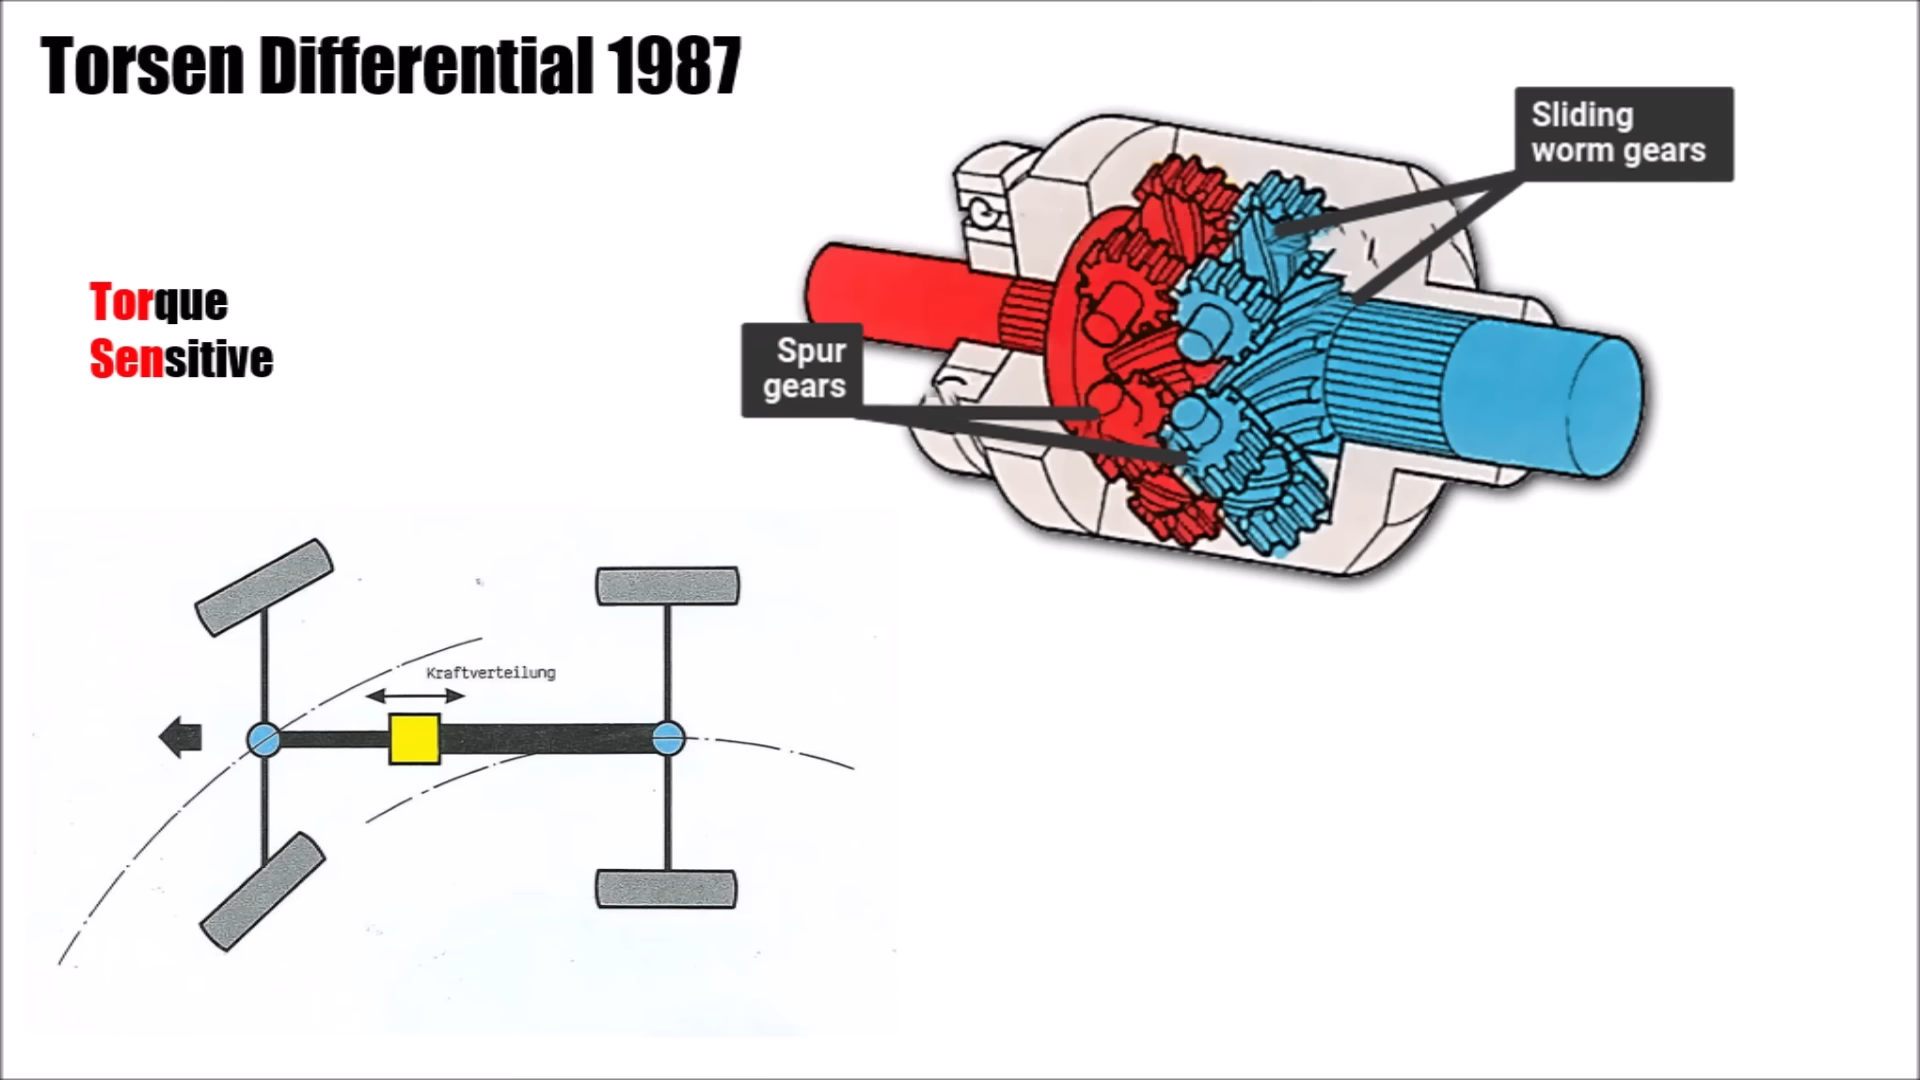 Torsen Differential 1987
Sliding
worm gears
Torque
Sensitive
Spur
gears
Kraftverteilung